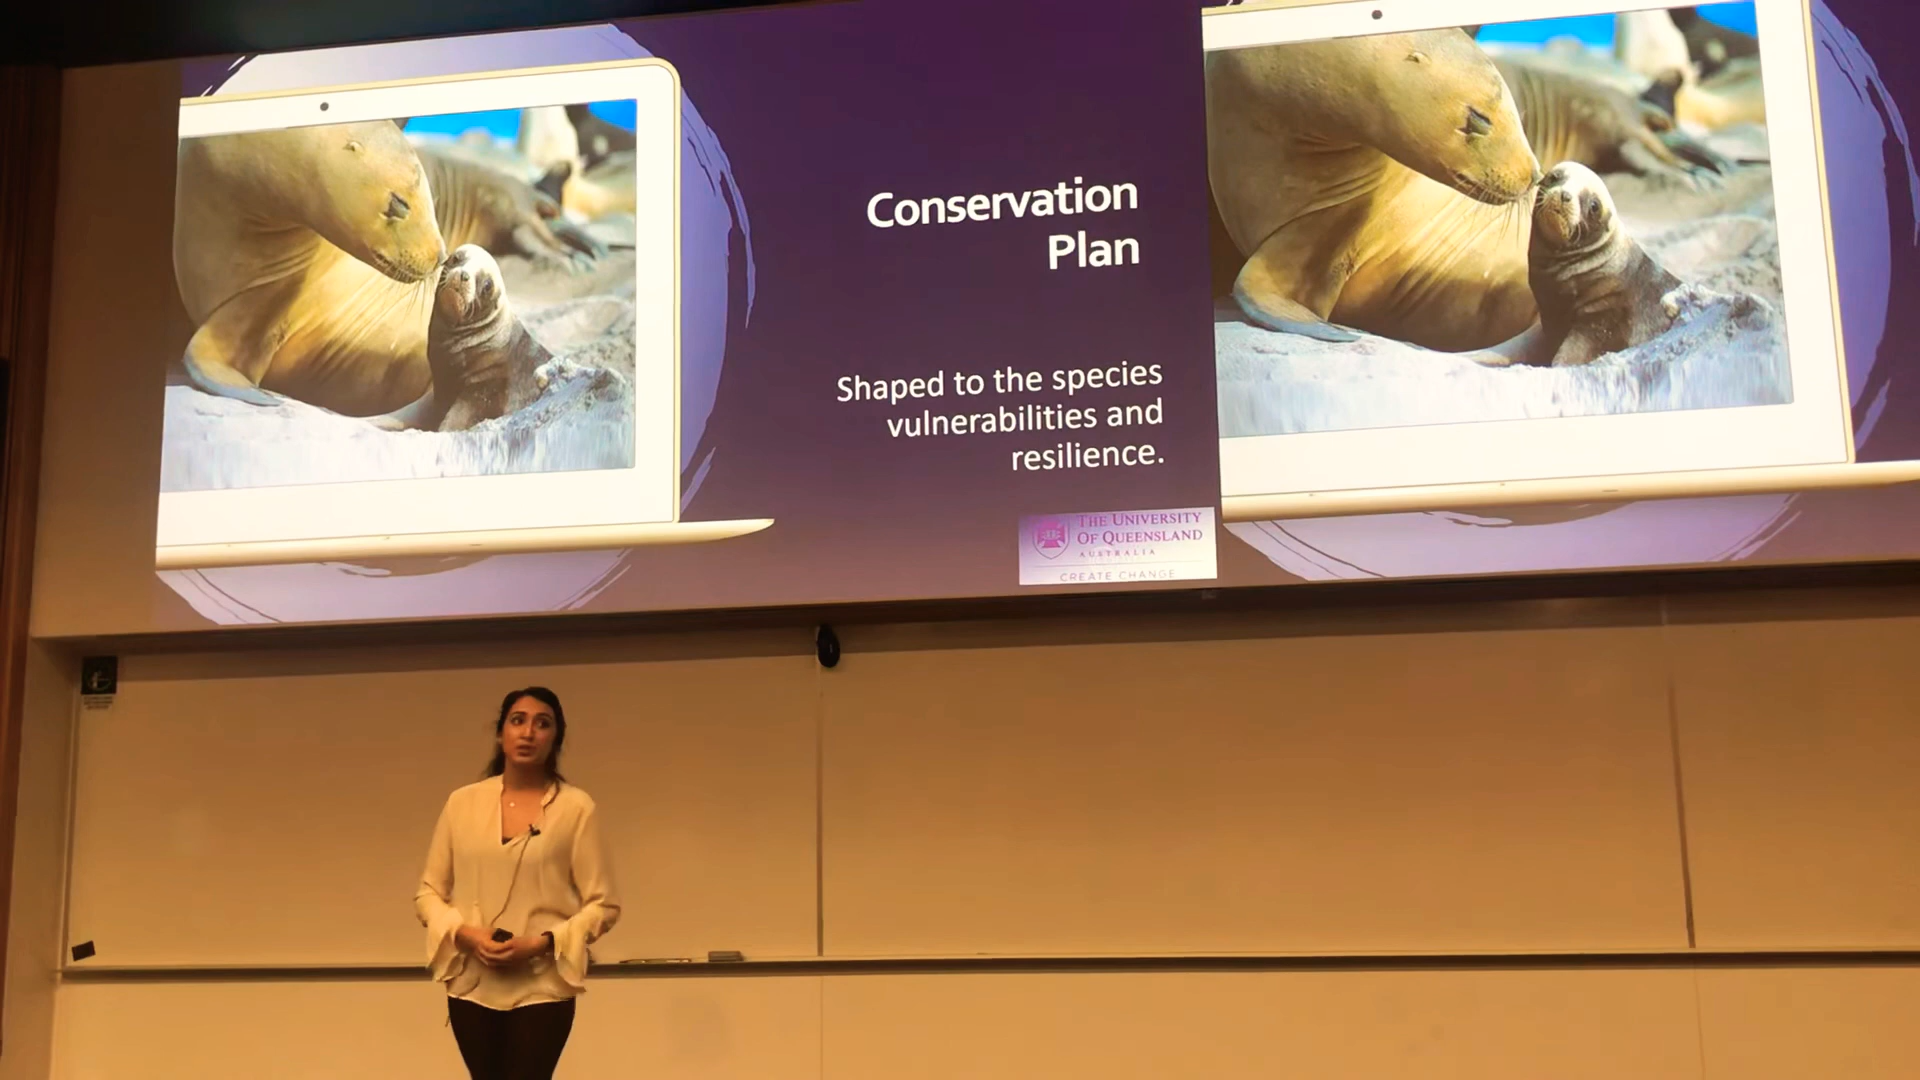 Conservation
Plan
Shaped to the species
vulnerabilities and
resilience.
THE UNIVERSITY
OF QUEENSLAND
AUSTRALIA
CREATE CHANGE